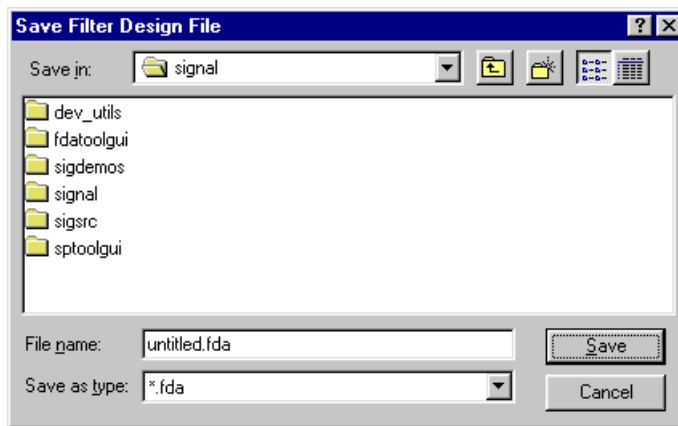 Save Filter Design File
Save in: signal
dev_utils
fdatoolgui
sigdemos
signal
sigsrc
sptoolgui
File name: untitled.fda Save
Save as type: *.fda Cancel